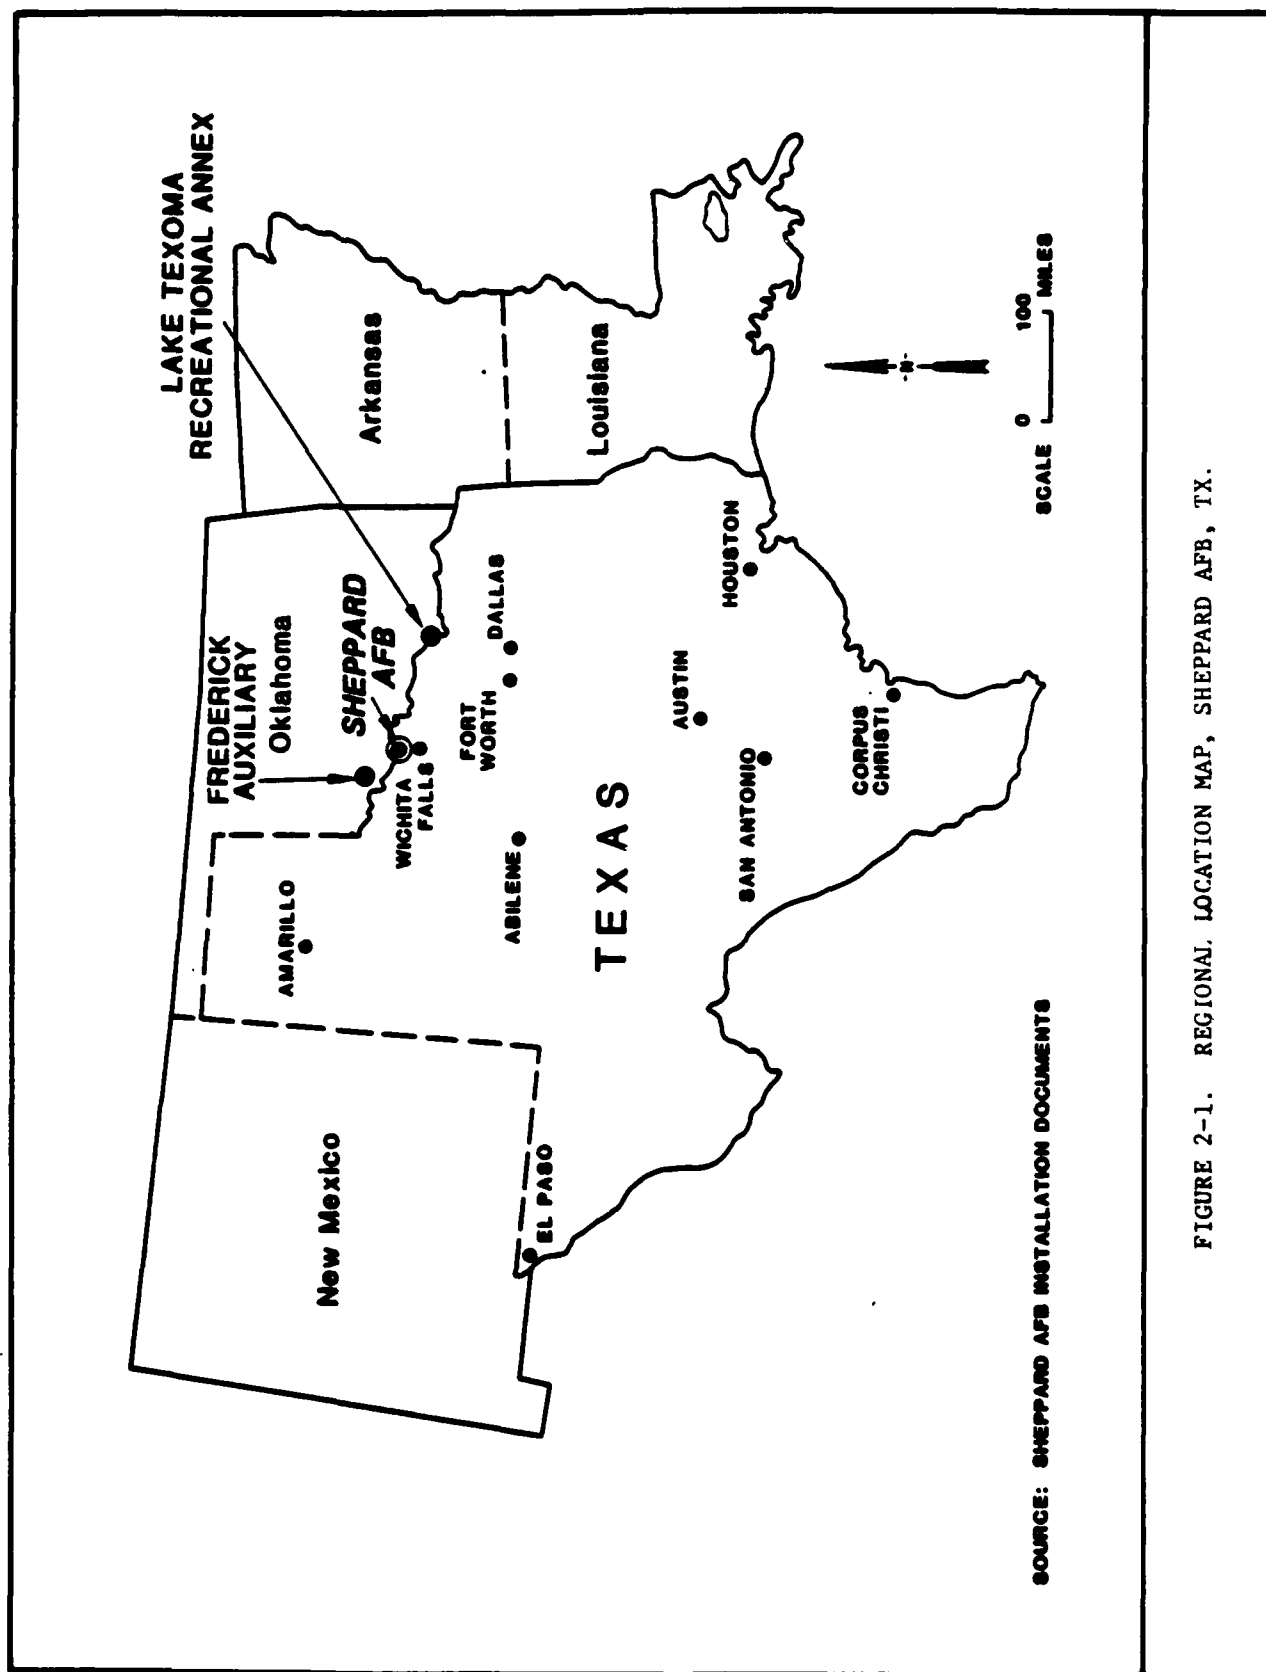 LAKE TEXOMA
RECREATIONAL ANNEX
FREDERICK
AUXILIARY
Oklahoma
SHEPPARD
AFB
Arkansas
New Mexico
AMARILLO
WICHITA
FALLS
FORT
WORTH
DALLAS
Louisiana
EL PASO
ABILENE
TEXAS
AUSTIN
HOUSTON
SAN ANTONIO
CORPUS
CHRISTI
-N-
0 100
SCALE MILES
SOURCE: SHEPPARD AFB INSTALLATION DOCUMENTS
FIGURE 2-1. REGIONAL LOCATION MAP, SHEPPARD AFB, TX.